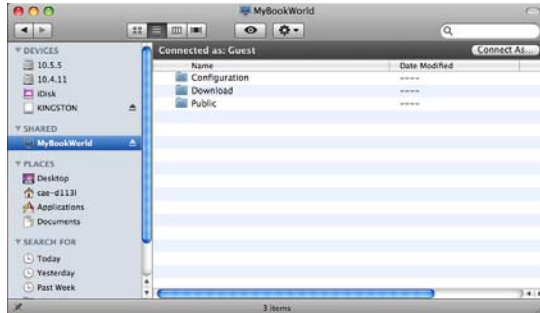 MyBookWorld
DEVICES
10.5.5
10.4.11
iDisk
KINGSTON
SHARED
MyBookWorld
PLACES
Desktop
cae-d113l
Applications
Documents
SEARCH FOR
Today
Yesterday
Past Week
Connected as: Guest
Connect As...
Name Date Modified
Configuration ----
Download ----
Public ----
3 items